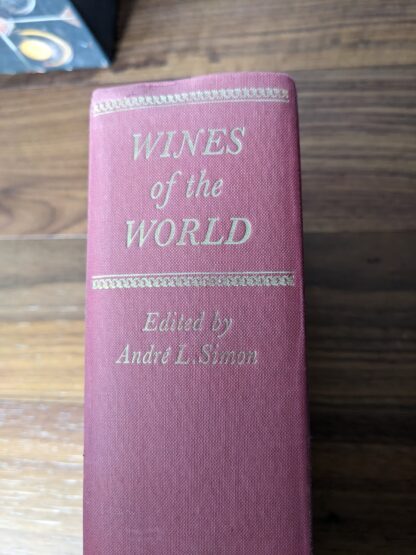 WINES
of the
WORLD
Edited by
André L. Simon